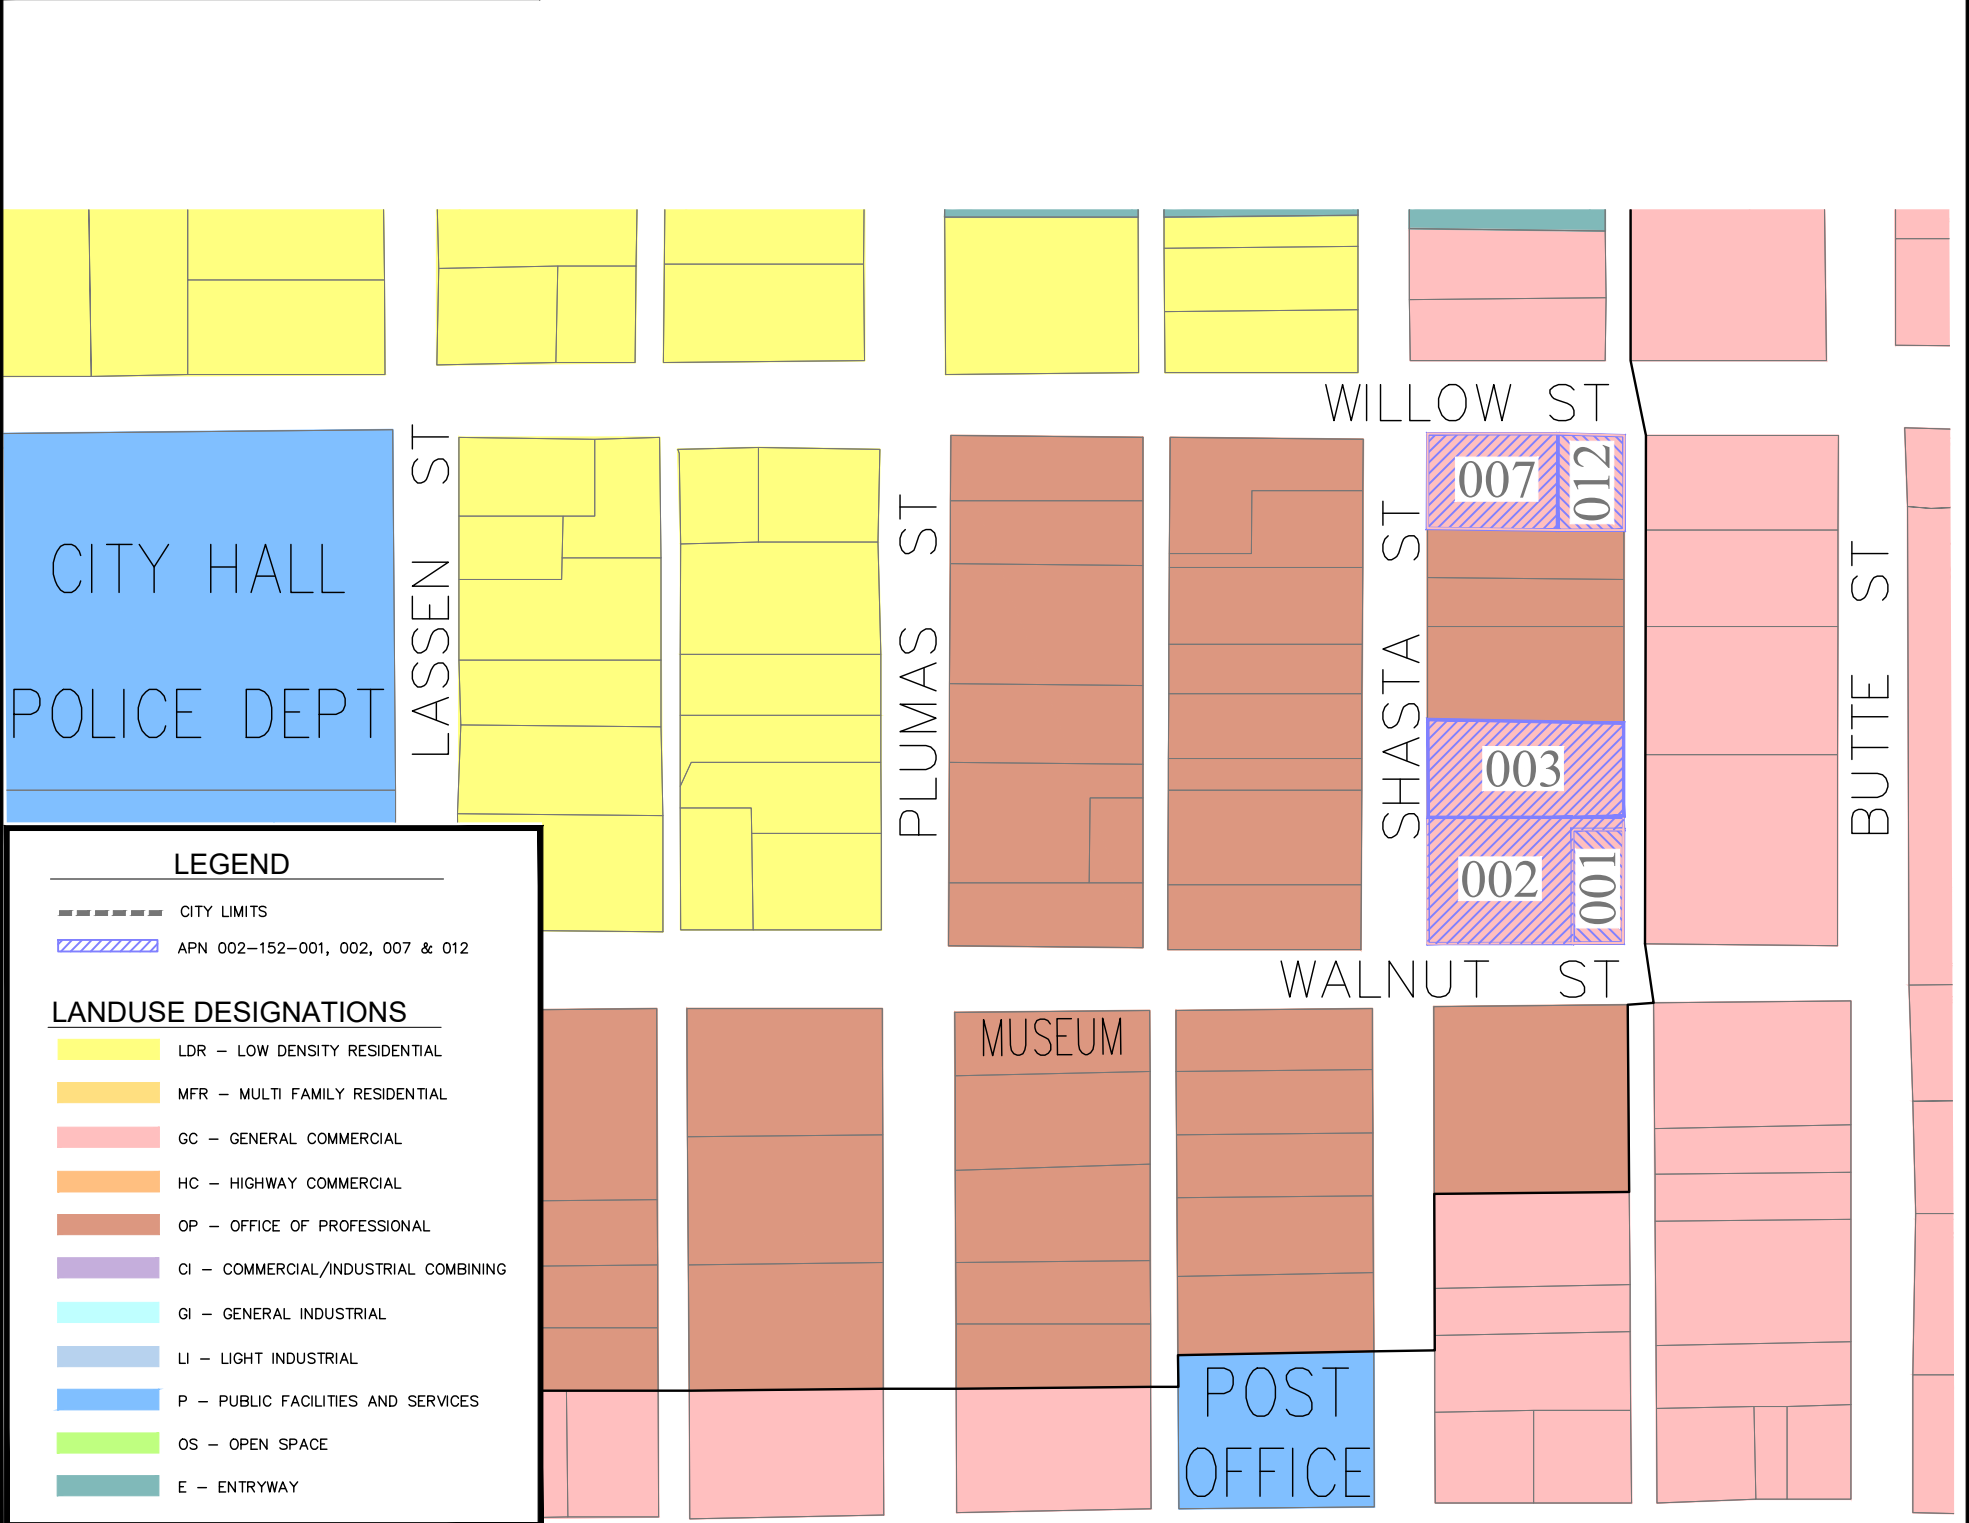 WILLOW ST
007
012
CITY HALL
POLICE DEPT
LASSEN ST
PLUMAS ST
SHASTA ST
BUTTE ST
003
002
001
WALNUT ST
MUSEUM
POST
OFFICE
LEGEND
CITY LIMITS
APN 002-152-001, 002, 007 & 012
LANDUSE DESIGNATIONS
LDR - LOW DENSITY RESIDENTIAL
MFR - MULTI FAMILY RESIDENTIAL
GC - GENERAL COMMERCIAL
HC - HIGHWAY COMMERCIAL
OP - OFFICE OF PROFESSIONAL
CI - COMMERCIAL/INDUSTRIAL COMBINING
GI - GENERAL INDUSTRIAL
LI - LIGHT INDUSTRIAL
P - PUBLIC FACILITIES AND SERVICES
OS - OPEN SPACE
E - ENTRYWAY